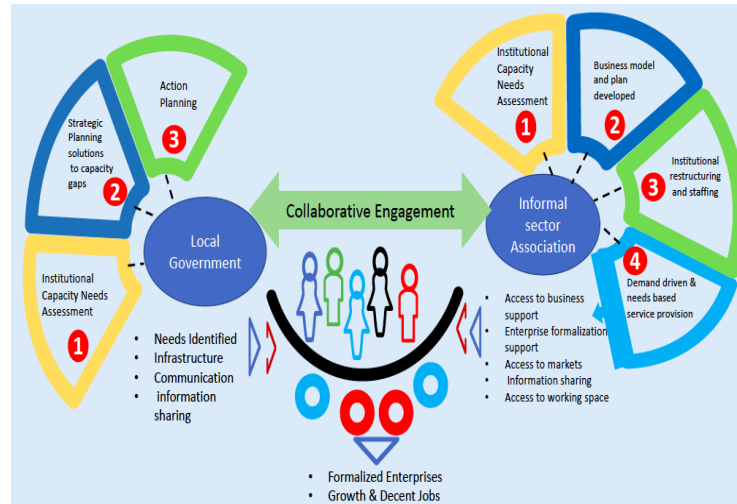 Action
Planning
3
Strategic
Planning
solutions
to capacity
gaps
2
Institutional
Capacity Needs
Assessment
1
Local
Government
Collaborative Engagement
Informal
sector
Association
Institutional
Capacity
Needs
Assessment
1
Business model
and plan
developed
2
Institutional
restructuring
and staffing
3
4
Demand driven &
needs based
service provision
• Needs Identified
• Infrastructure
• Communication
• information
sharing
• Access to business
support
• Enterprise formalization
support
• Access to markets
• Information sharing
• Access to working space
• Formalized Enterprises
• Growth & Decent Jobs